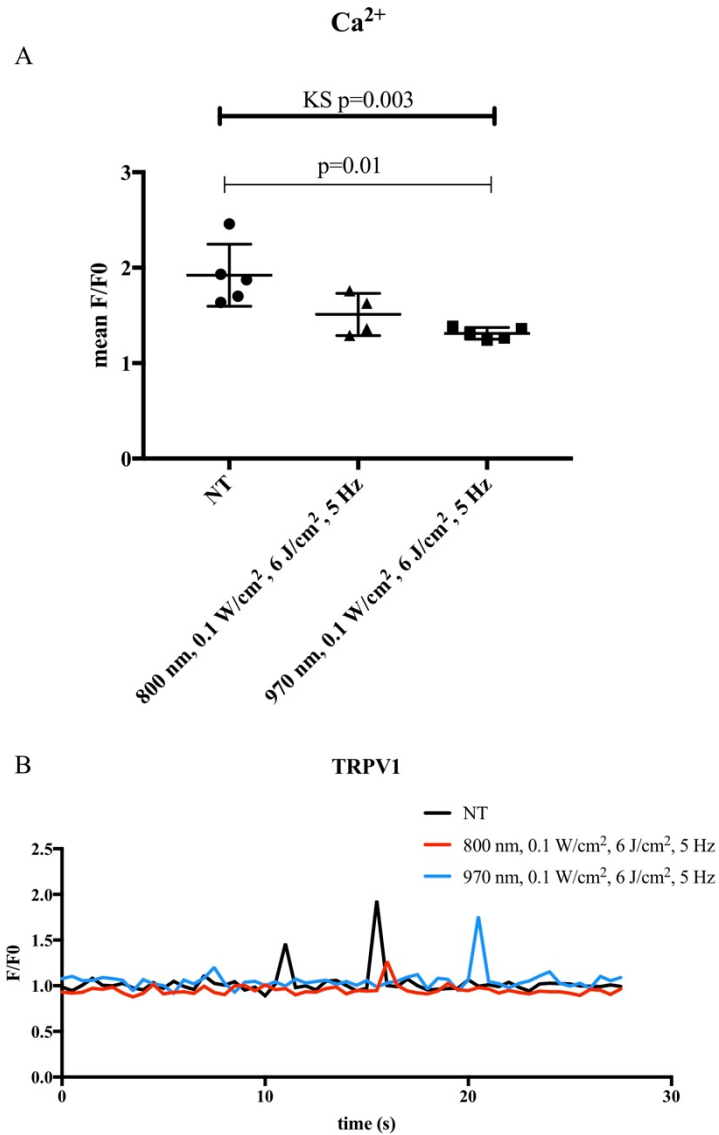 Ca²⁺
A
KS p=0.003
p=0.01
3
2
1
0
mean F/F0
NT
800 nm, 0.1 W/cm², 6 J/cm², 5 Hz
970 nm, 0.1 W/cm², 6 J/cm², 5 Hz
B
TRPV1
NT
800 nm, 0.1 W/cm², 6 J/cm², 5 Hz
970 nm, 0.1 W/cm², 6 J/cm², 5 Hz
2.5
2.0
1.5
1.0
0.5
0.0
F/F0
0 10 20 30
time (s)